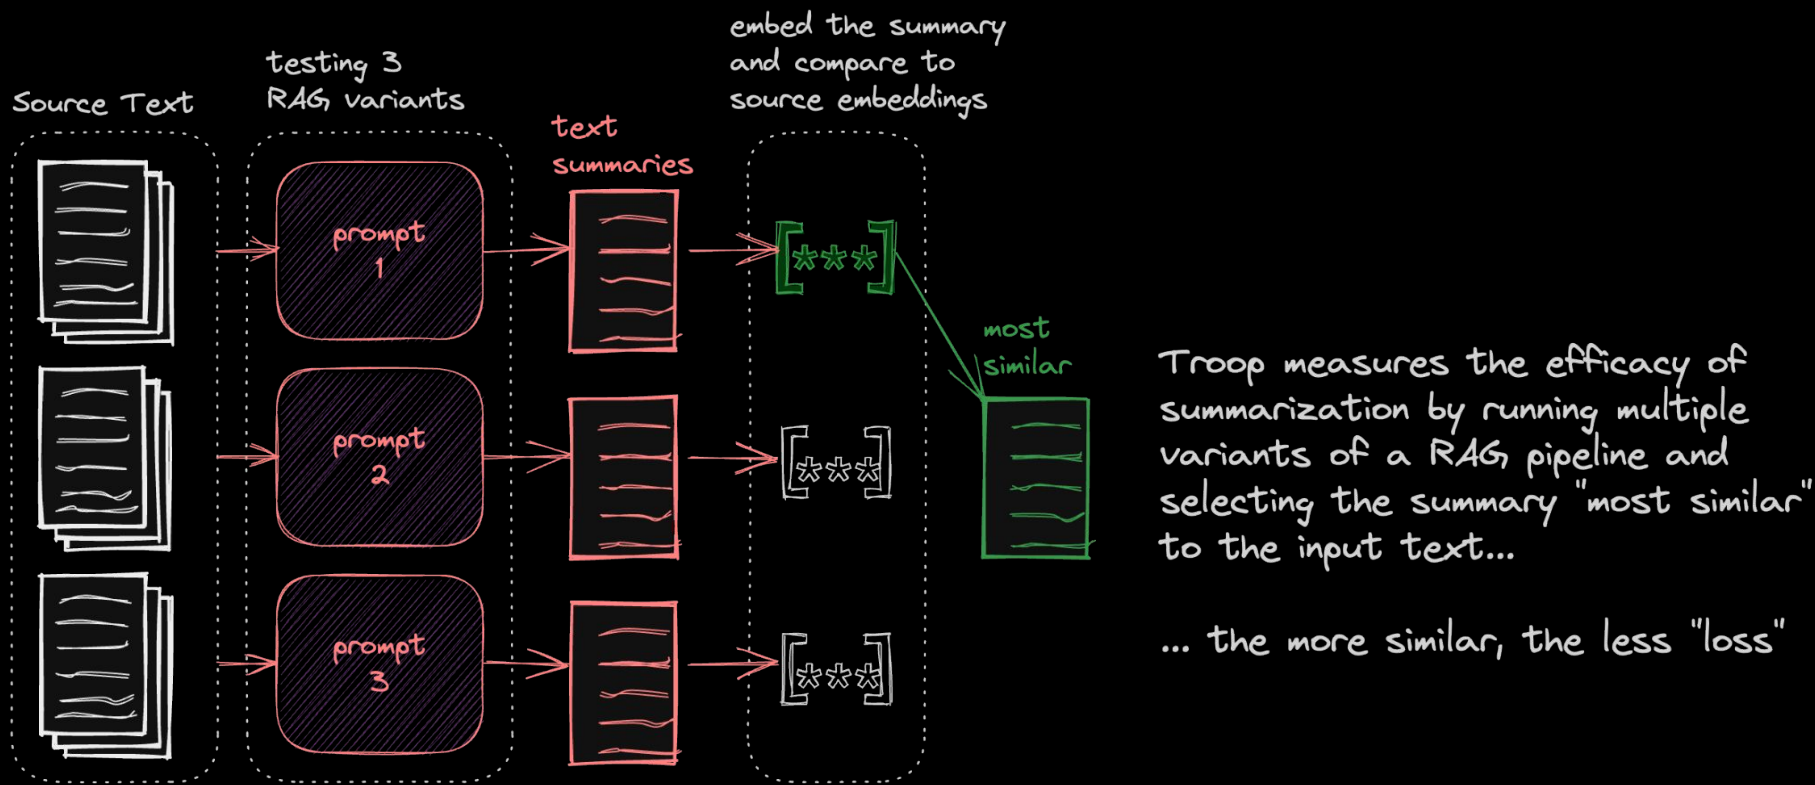 Source Text
testing 3
RAG variants
text
summaries
embed the summary
and compare to
source embeddings
prompt
1
[***]
prompt
2
[***]
prompt
3
[***]
most
similar
Troop measures the efficacy of
summarization by running multiple
variants of a RAG pipeline and
selecting the summary "most similar"
to the input text...
... the more similar, the less "loss"